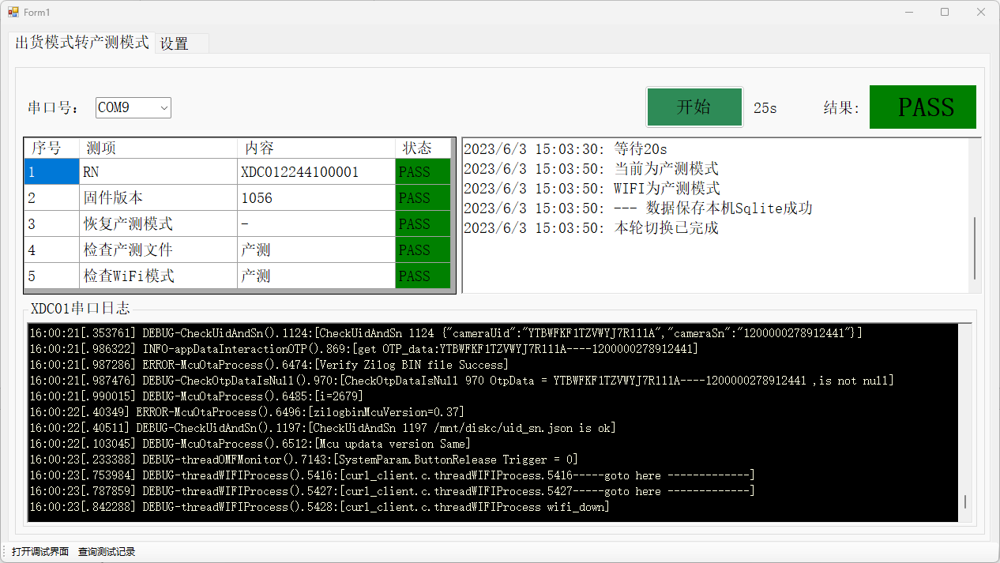 Form1
出货模式转产测模式 设置
串口号： COM9 开始 25s 结果： PASS
序号 测项 内容 状态
1 RN XDC012244100001 PASS
2 固件版本 1056 PASS
3 恢复产测模式 - PASS
4 检查产测文件 产测 PASS
5 检查WiFi模式 产测 PASS
2023/6/3 15:03:30: 等待20s
2023/6/3 15:03:50: 当前为产测模式
2023/6/3 15:03:50: WIFI为产测模式
2023/6/3 15:03:50: --- 数据保存本机Sqlite成功
2023/6/3 15:03:50: 本轮切换已完成
XDC01串口日志
16:00:21[.353761] DEBUG-CheckUidAndSn().1124:[CheckUidAndSn 1124 {"cameraUid":"YTBWFKF1TZVWYJ7R111A","cameraSn":"1200000278912441"}]
16:00:21[.986322] INFO-appDataInteractionOTP().869:[get OTP_data:YTBWFKF1TZVWYJ7R111A----1200000278912441]
16:00:21[.987286] ERROR-McuOtaProcess().6474:[Verify Zilog BIN file Success]
16:00:21[.987476] DEBUG-CheckOtpDataIsNull().970:[CheckOtpDataIsNull 970 OtpData = YTBWFKF1TZVWYJ7R111A----1200000278912441 ,is not null]
16:00:21[.990015] DEBUG-McuOtaProcess().6485:[i=2679]
16:00:22[.40349] ERROR-McuOtaProcess().6496:[zilogbinMcuVersion=0.37]
16:00:22[.40511] DEBUG-CheckUidAndSn().1197:[CheckUidAndSn 1197 /mnt/diskc/uid_sn.json is ok]
16:00:22[.103045] DEBUG-McuOtaProcess().6512:[Mcu updata version Same]
16:00:23[.233388] DEBUG-threadOMFMonitor().7143:[SystemParam.ButtonRelease Trigger = 0]
16:00:23[.753984] DEBUG-threadWIFIProcess().5416:[curl_client.c.threadWIFIProcess.5416-----goto here -------------]
16:00:23[.787859] DEBUG-threadWIFIProcess().5427:[curl_client.c.threadWIFIProcess.5427-----goto here -------------]
16:00:23[.842288] DEBUG-threadWIFIProcess().5428:[curl_client.c.threadWIFIProcess wifi_down]
打开调试界面 查询测试记录